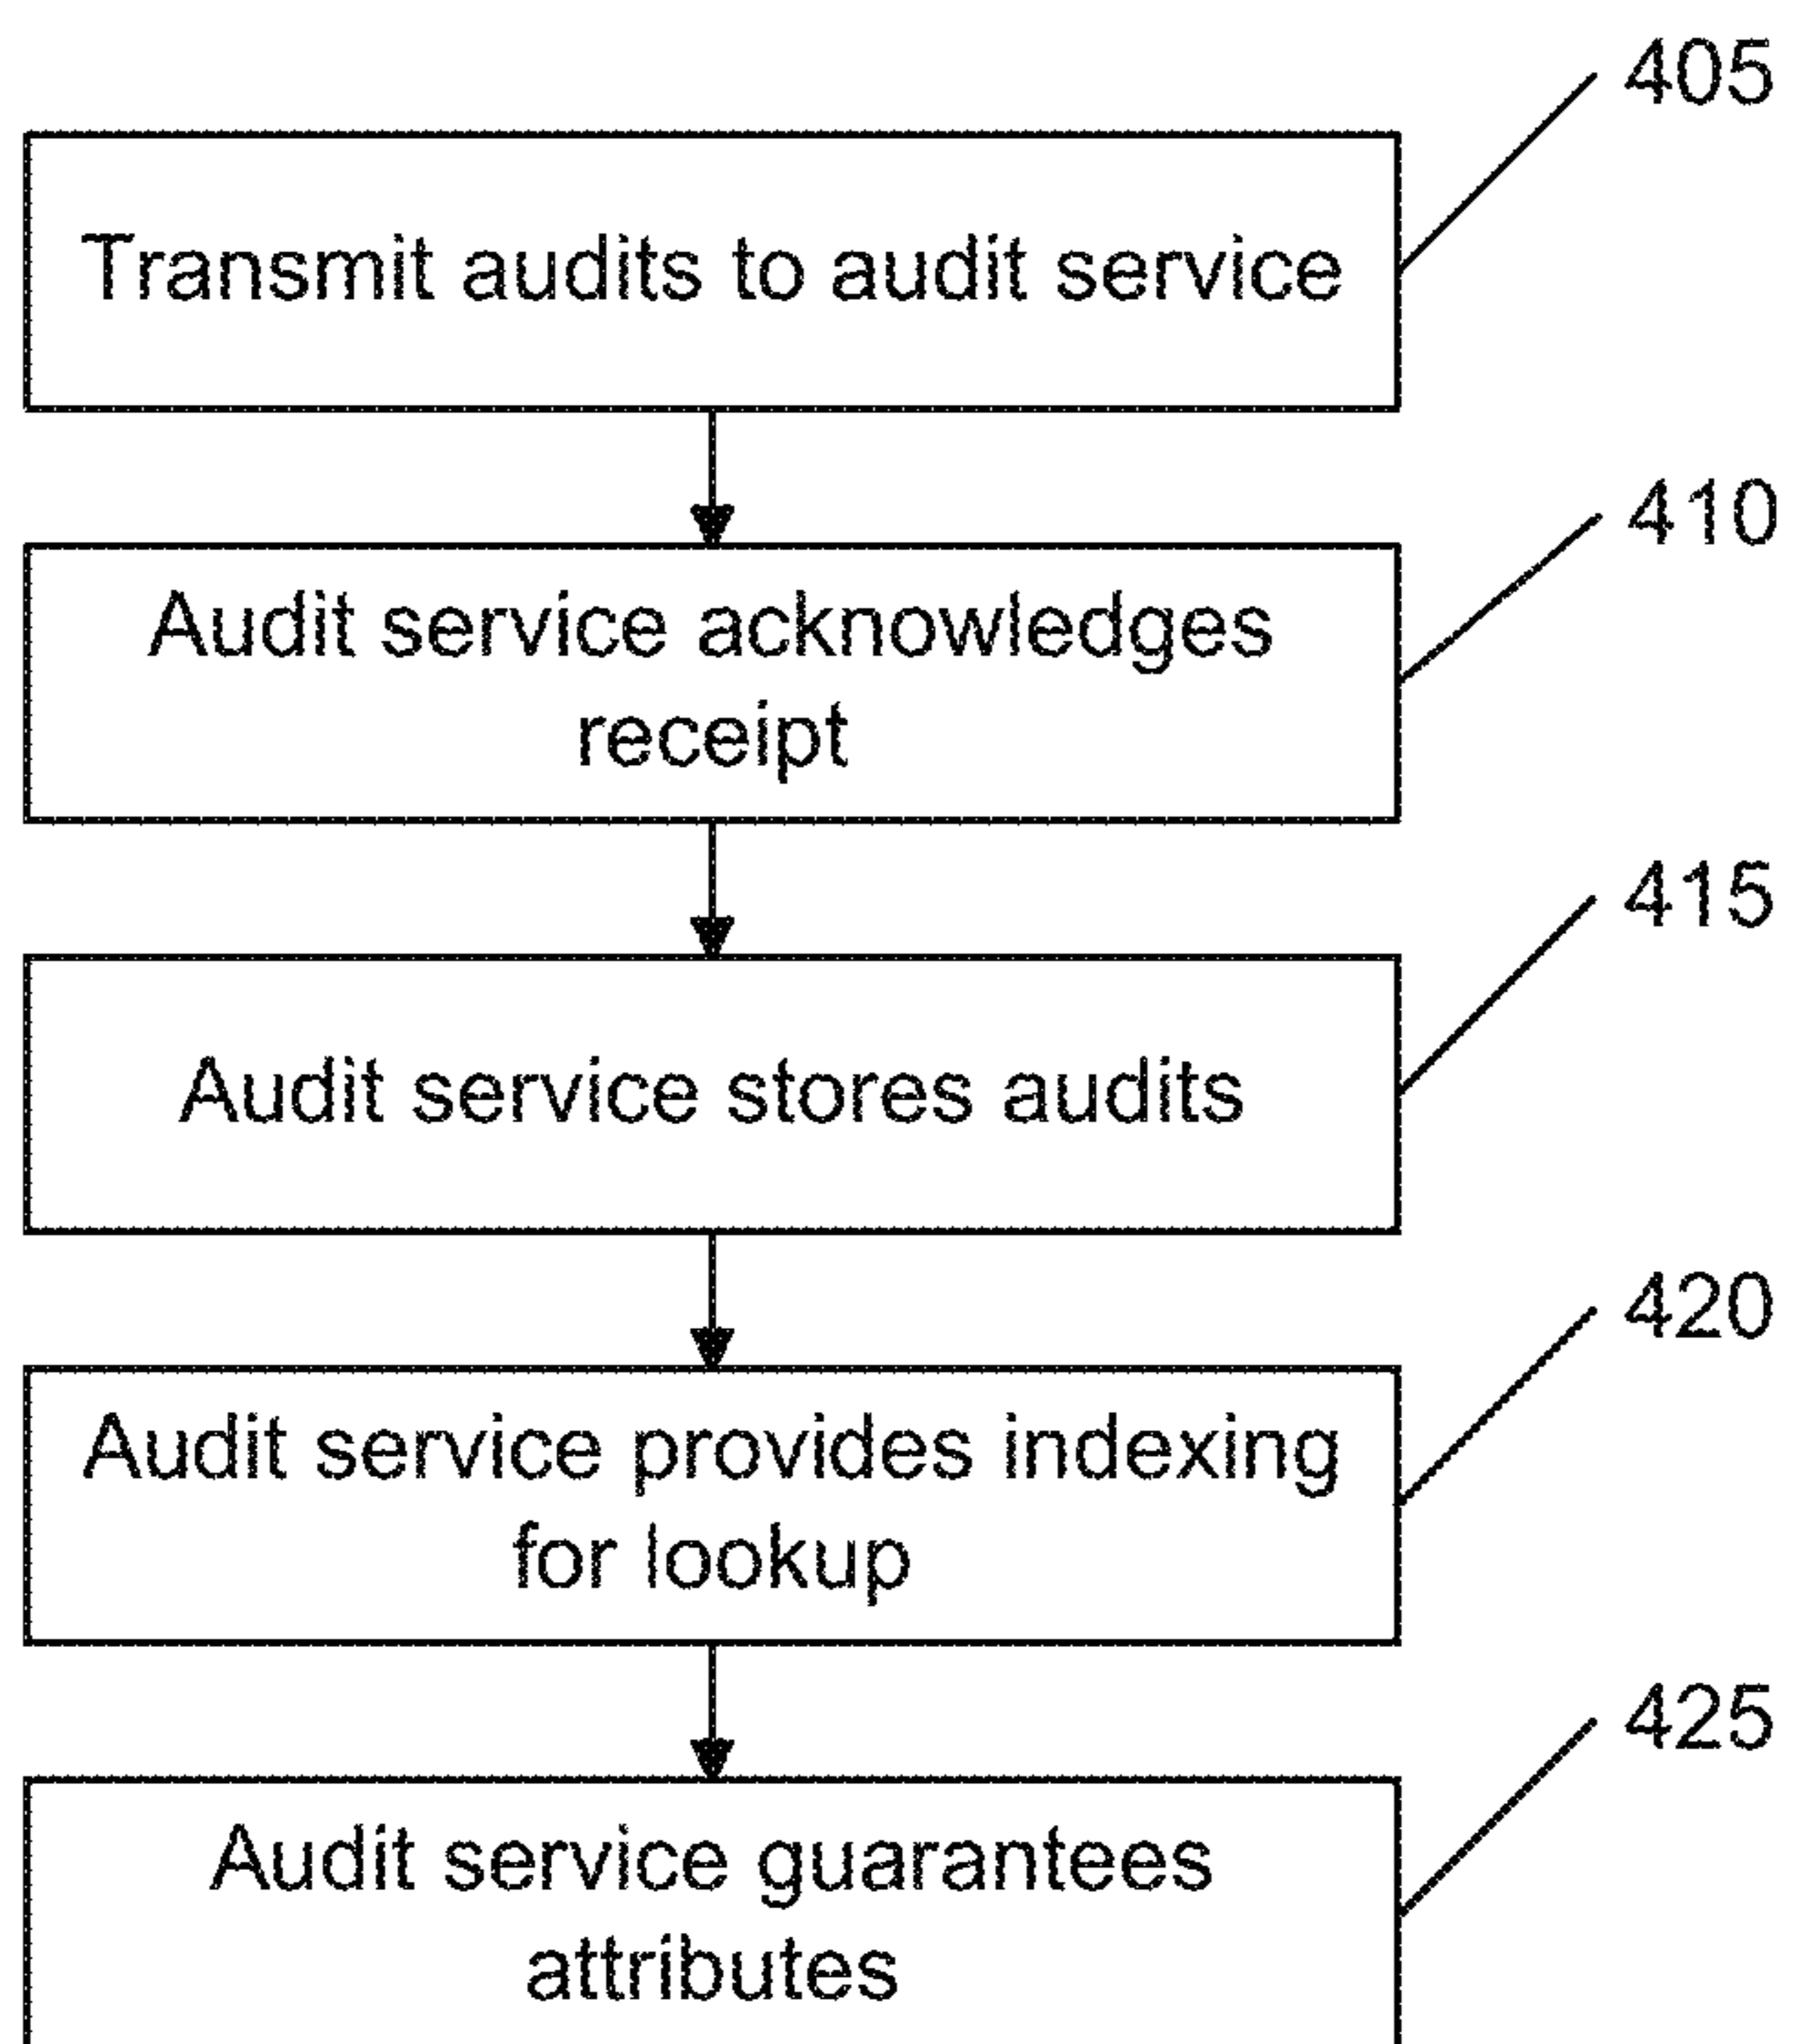 405
Transmit audits to audit service
410
Audit service acknowledges
receipt
415
Audit service stores audits
420
Audit service provides indexing
for lookup
425
Audit service guarantees
attributes